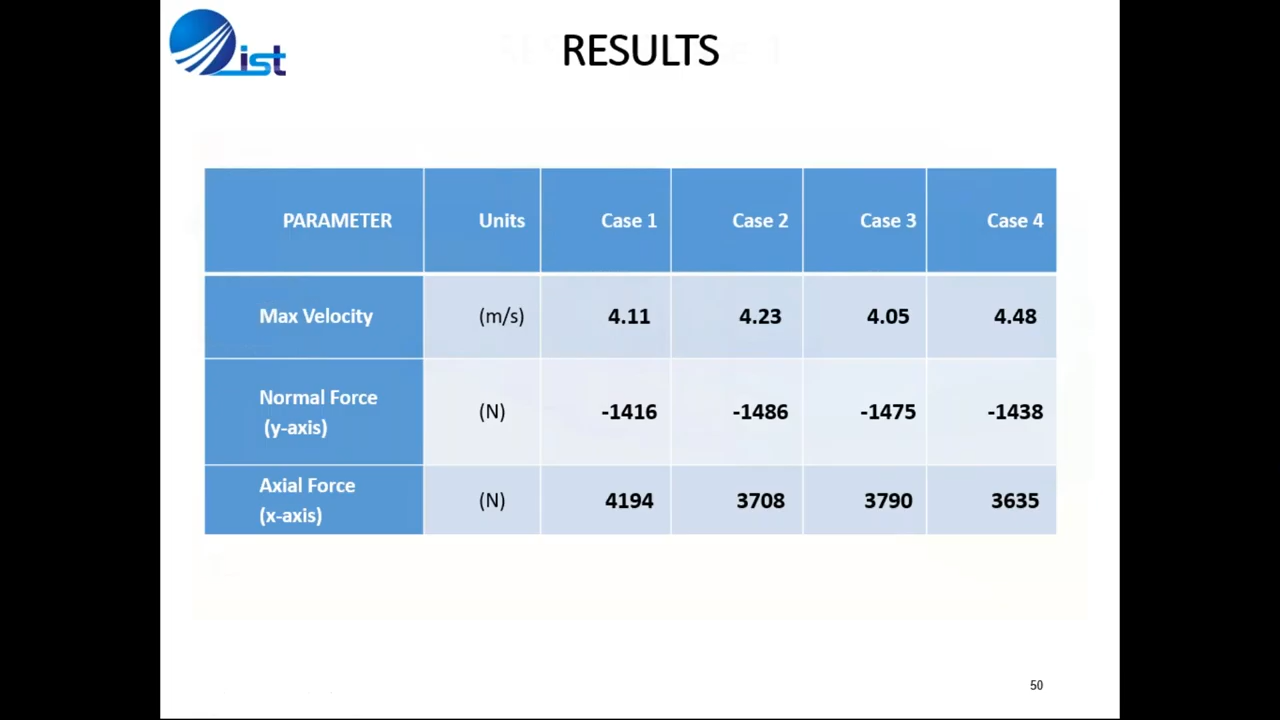 ist
RESULTS
PARAMETER Units Case 1 Case 2 Case 3 Case 4
Max Velocity (m/s) 4.11 4.23 4.05 4.48
Normal Force
(y-axis) (N) -1416 -1486 -1475 -1438
Axial Force
(x-axis) (N) 4194 3708 3790 3635
50